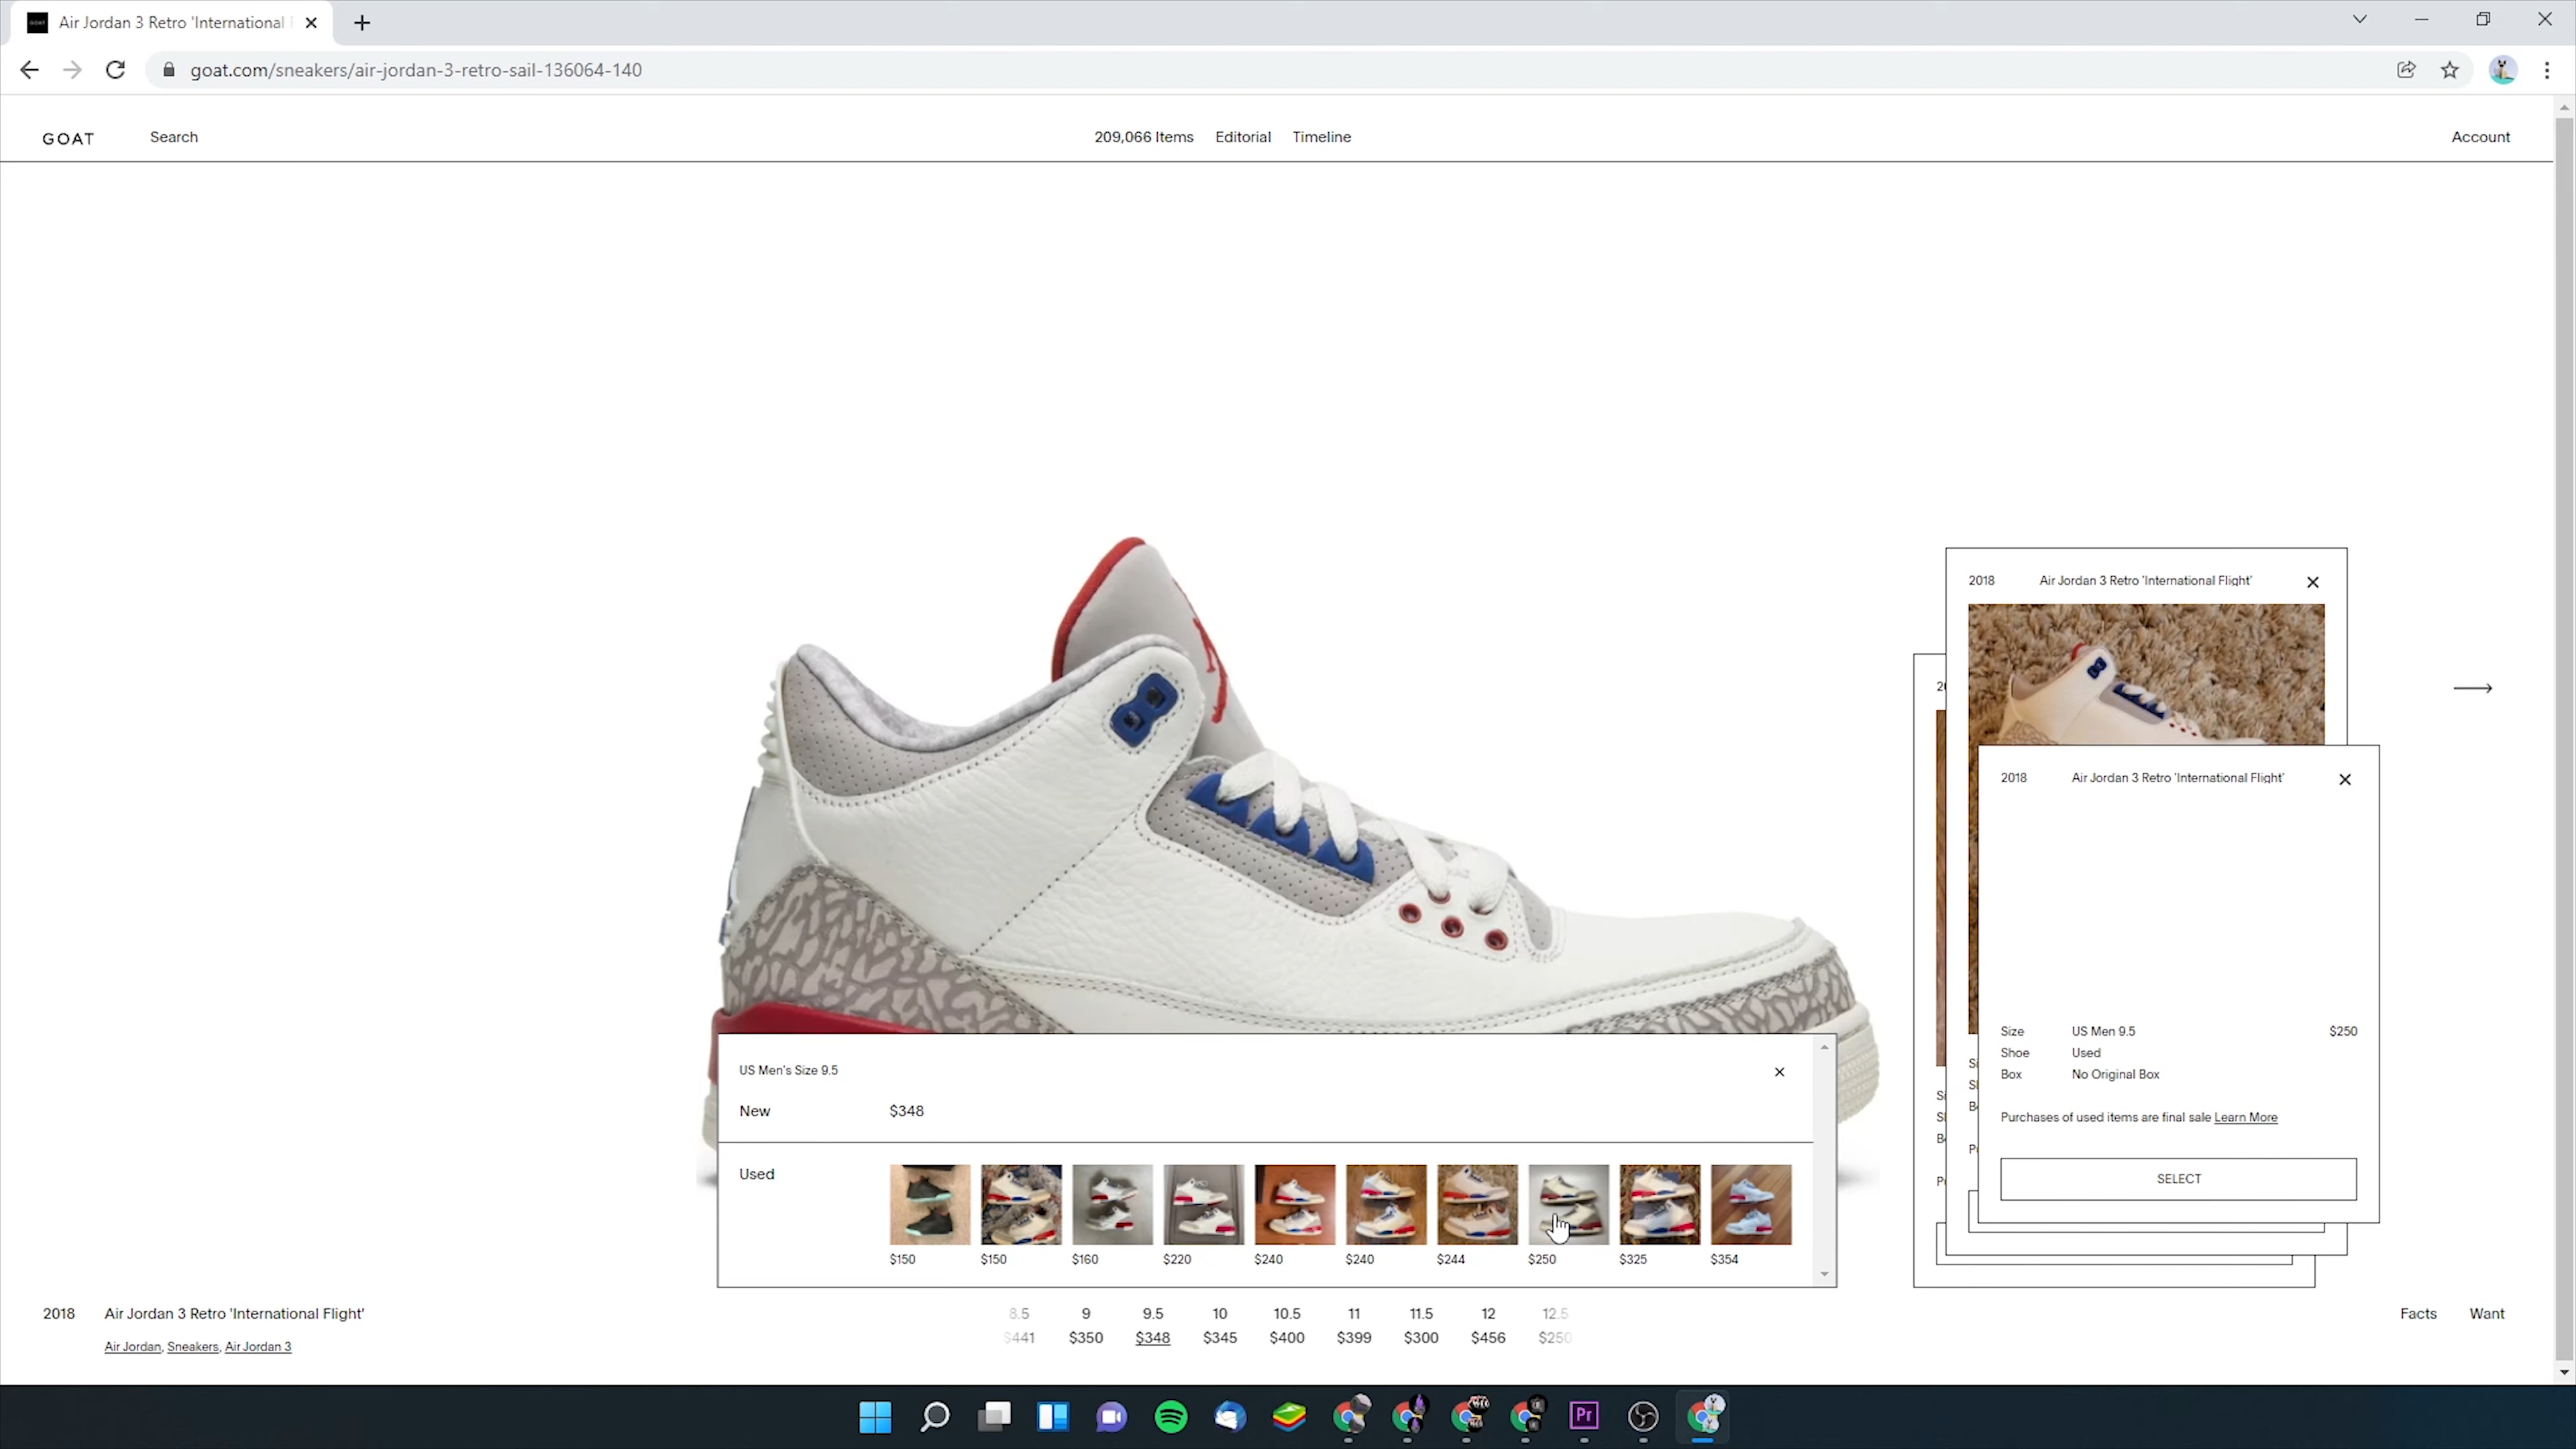 Air Jordan 3 Retro 'International
goat.com/sneakers/air-jordan-3-retro-sail-136064-140
GOAT
Search
209,066 Items
Editorial
Timeline
Account
2018 Air Jordan 3 Retro 'International Flight'
2018 Air Jordan 3 Retro 'International Flight'
Size US Men 9.5 $250
Shoe Used
Box No Original Box
Purchases of used items are final sale Learn More
SELECT
US Men's Size 9.5
New $348
Used
$150 $150 $160 $220 $240 $240 $244 $250 $325 $354
2018 Air Jordan 3 Retro 'International Flight'
Air Jordan, Sneakers, Air Jordan 3
8.5 9 9.5 10 10.5 11 11.5 12 12.5
$441 $350 $348 $345 $400 $399 $300 $456 $250
Facts
Want
Pr